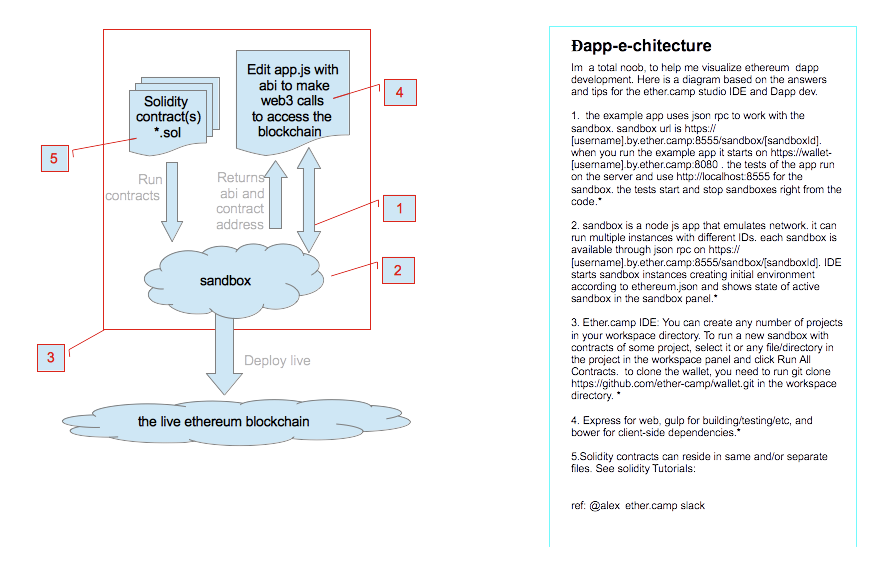 Edit app.js with
abi to make
web3 calls
to access the
blockchain
4
Solidity
contract(s)
*.sol
5
Run
contracts
Returns
abi and
contract
address
1
sandbox
2
3
Deploy live
the live ethereum blockchain
Ðapp-e-chitecture
Im a total noob, to help me visualize ethereum dapp
development. Here is a diagram based on the answers
and tips for the ether.camp studio IDE and Dapp dev.
1. the example app uses json rpc to work with the
sandbox. sandbox url is https://
[username].by.ether.camp:8555/sandbox/[sandboxId].
when you run the example app it starts on https://wallet-
[username].by.ether.camp:8080 . the tests of the app run
on the server and use http://localhost:8555 for the
sandbox. the tests start and stop sandboxes right from the
code.*
2. sandbox is a node js app that emulates network. it can
run multiple instances with different IDs. each sandbox is
available through json rpc on https://
[username].by.ether.camp:8555/sandbox/[sandboxId]. IDE
starts sandbox instances creating initial environment
according to ethereum.json and shows state of active
sandbox in the sandbox panel.*
3. Ether.camp IDE: You can create any number of projects
in your workspace directory. To run a new sandbox with
contracts of some project, select it or any file/directory in
the project in the workspace panel and click Run All
Contracts. to clone the wallet, you need to run git clone
https://github.com/ether-camp/wallet.git in the workspace
directory. *
4. Express for web, gulp for building/testing/etc, and
bower for client-side dependencies.*
5.Solidity contracts can reside in same and/or separate
files. See solidity Tutorials:
ref: @alex ether.camp slack